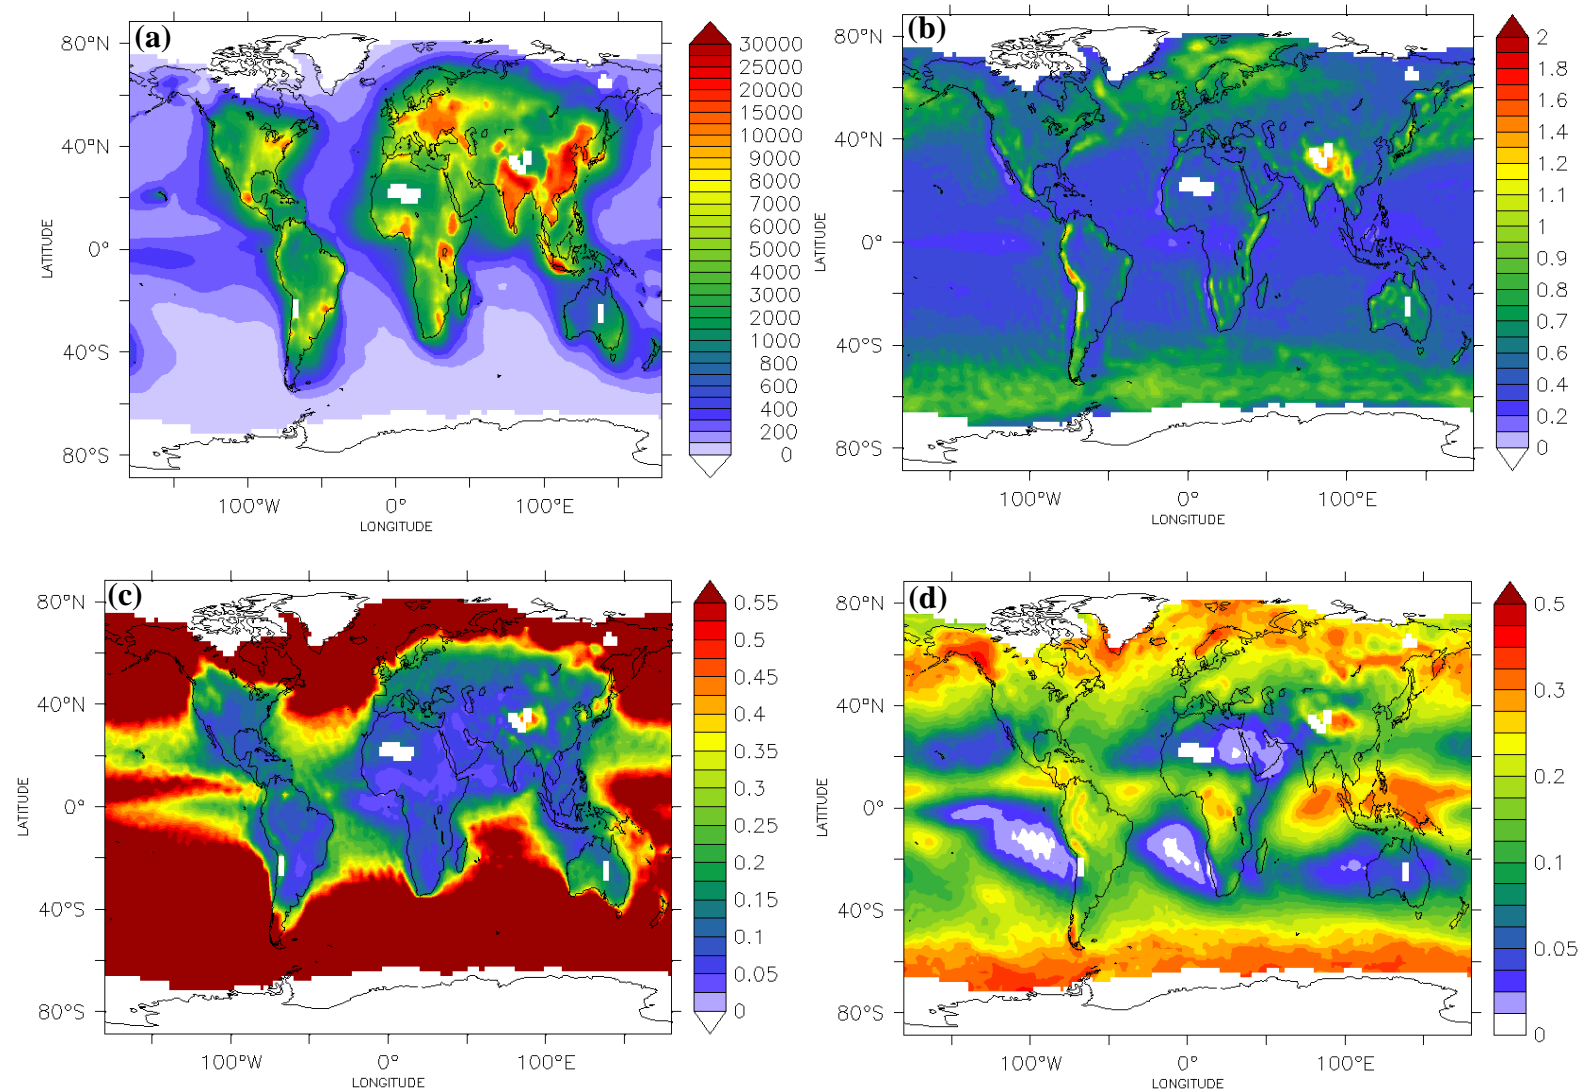 (a)
80°N
40°N
0°
40°S
80°S
LATITUDE
100°W
0°
100°E
LONGITUDE
30000
25000
15000
10000
9000
8000
7000
6000
5000
4000
3000
2000
1000
800
600
400
200
0
(b)
80°N
40°N
0°
40°S
80°S
LATITUDE
100°W
0°
100°E
LONGITUDE
2
1.8
1.6
1.4
1.2
1.1
1
0.9
0.8
0.7
0.6
0.4
0.2
0
(c)
80°N
40°N
0°
40°S
80°S
LATITUDE
100°W
0°
100°E
LONGITUDE
0.55
0.5
0.45
0.4
0.35
0.3
0.25
0.2
0.15
0.1
0.05
0
(d)
80°N
40°N
0°
40°S
80°S
LATITUDE
100°W
0°
100°E
LONGITUDE
0.5
0.3
0.2
0.1
0.05
0